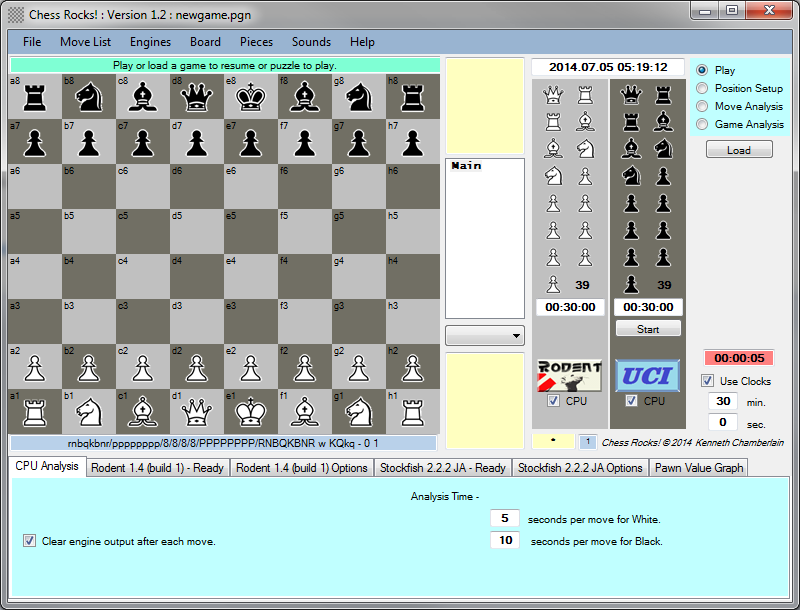 Chess Rocks! : Version 1.2 : newgame.pgn
File Move List Engines Board Pieces Sounds Help
Play or load a game to resume or puzzle to play.
a8 b8 c8 d8 e8 f8 g8 h8
a7 b7 c7 d7 e7 f7 g7 h7
a6 b6 c6 d6 e6 f6 g6 h6
a5 b5 c5 d5 e5 f5 g5 h5
a4 b4 c4 d4 e4 f4 g4 h4
a3 b3 c3 d3 e3 f3 g3 h3
a2 b2 c2 d2 e2 f2 g2 h2
a1 b1 c1 d1 e1 f1 g1 h1
rnbqkbnr/pppppppp/8/8/8/8/PPPPPPPP/RNBQKBNR w KQkq - 0 1
Main
2014.07.05 05:19:12
39 39
00:30:00 00:30:00
Start
RODENT UCI
CPU CPU
* 1
Play
Position Setup
Move Analysis
Game Analysis
Load
00:00:05
Use Clocks
30 min.
0 sec.
Chess Rocks! © 2014 Kenneth Chamberlain
CPU Analysis Rodent 1.4 (build 1) - Ready Rodent 1.4 (build 1) Options Stockfish 2.2.2 JA - Ready Stockfish 2.2.2 JA Options Pawn Value Graph
Analysis Time -
5 seconds per move for White.
Clear engine output after each move.
10 seconds per move for Black.